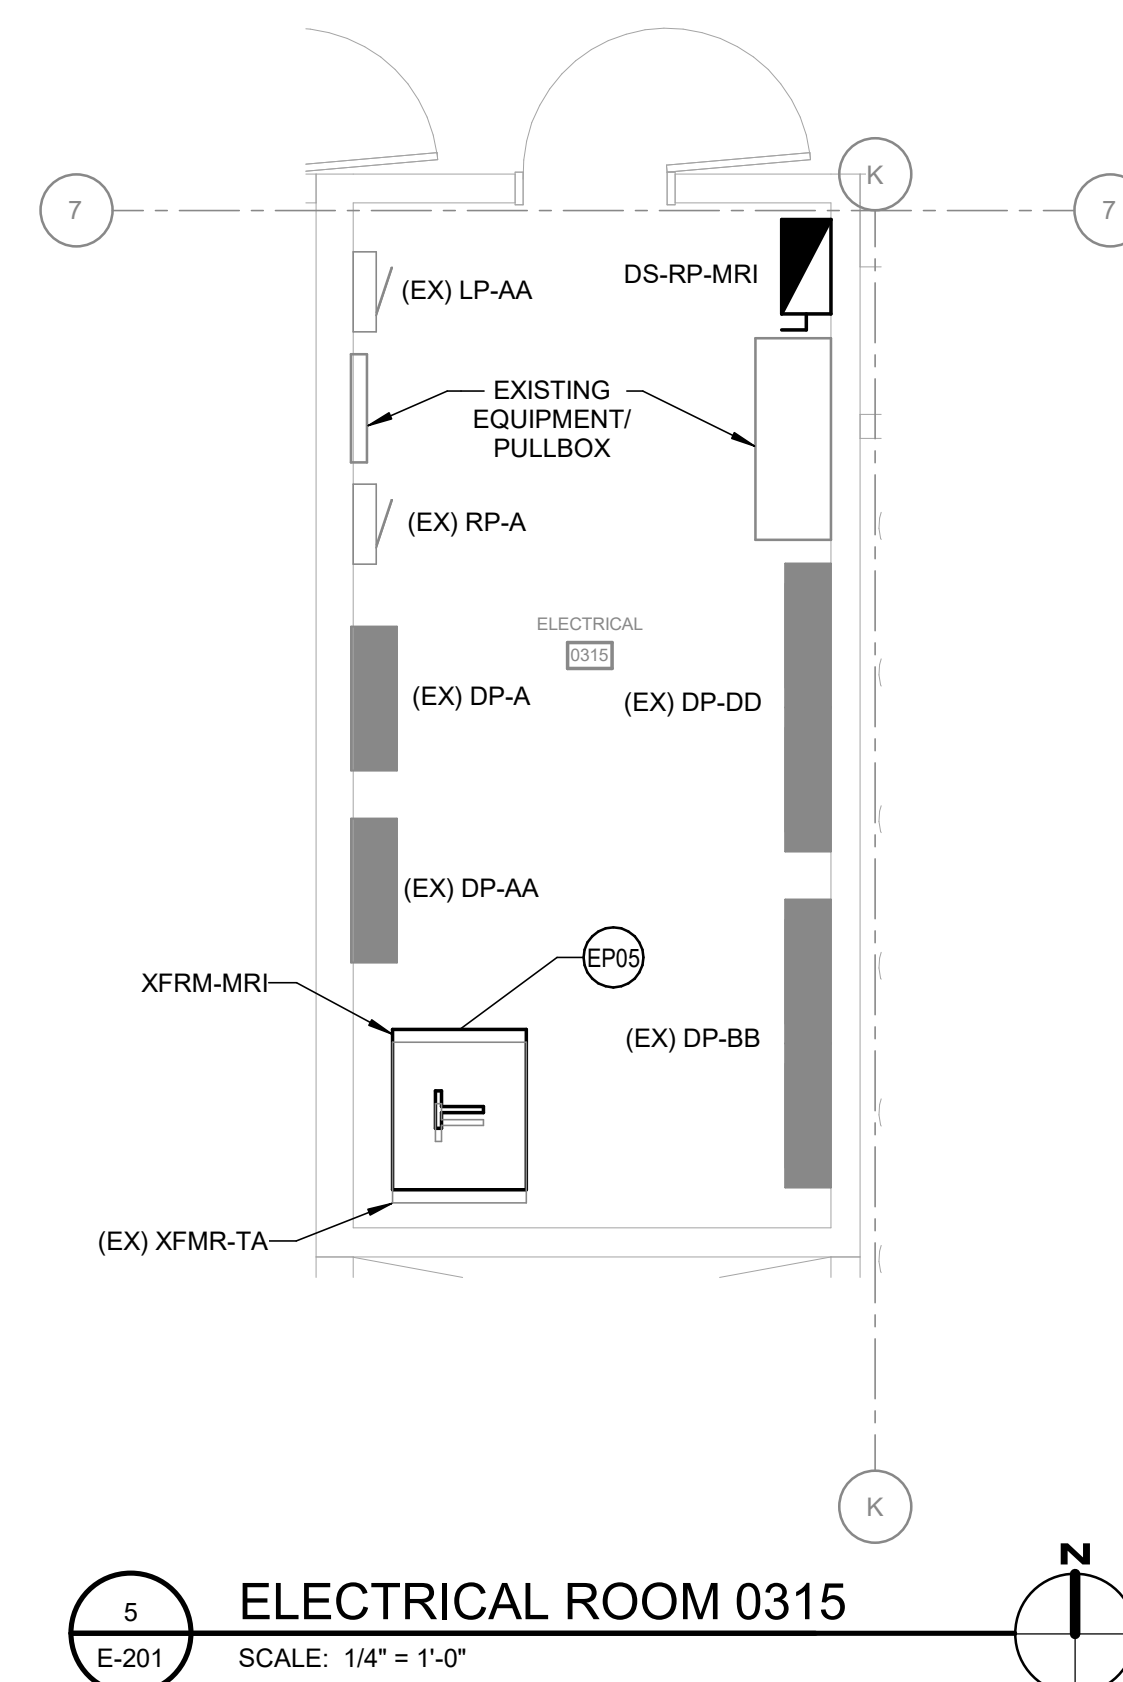 K
7
7
(EX) LP-AA
DS-RP-MRI
EXISTING
EQUIPMENT/
PULLBOX
(EX) RP-A
ELECTRICAL
0315
(EX) DP-A
(EX) DP-DD
(EX) DP-AA
EP05
XFRM-MRI
(EX) DP-BB
(EX) XFMR-TA
K
N
5
E-201
ELECTRICAL ROOM 0315
SCALE: 1/4" = 1'-0"